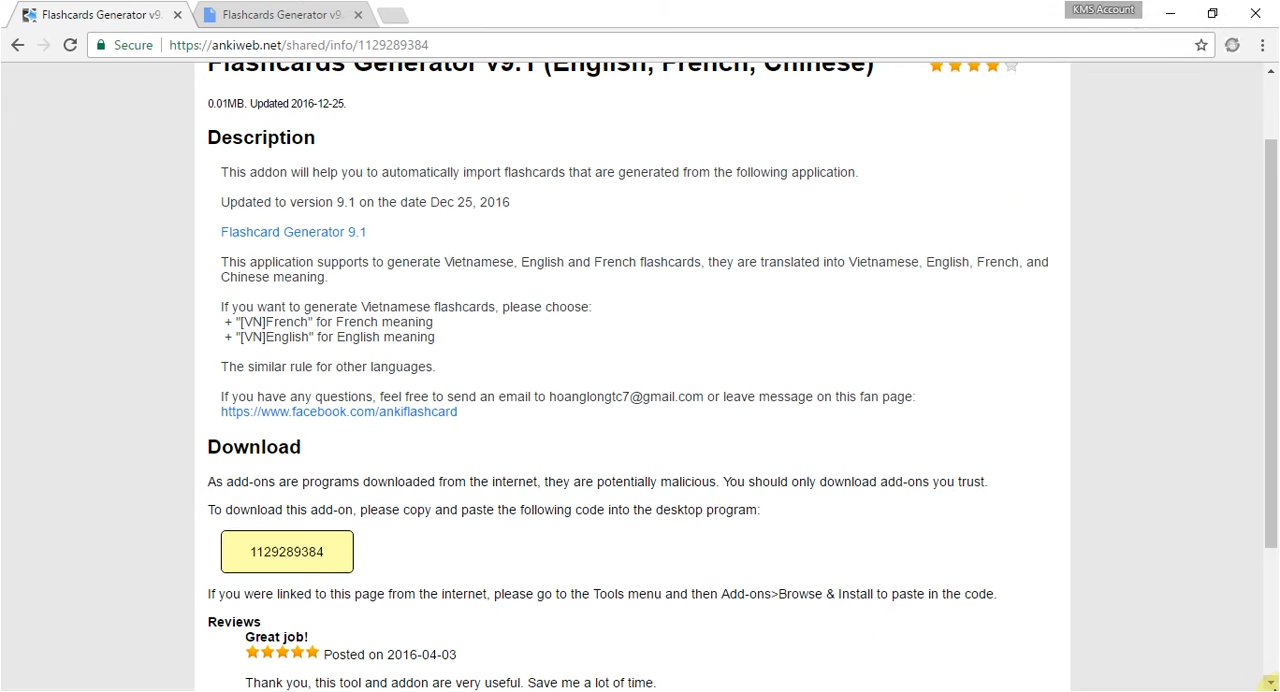 Flashcards Generator v9.
Flashcards Generator v9.
KMS Account
Secure
https://ankiweb.net/shared/info/1129289384
Flashcards Generator v9.1 (English, French, Chinese)
0.01MB. Updated 2016-12-25.
Description
This addon will help you to automatically import flashcards that are generated from the following application.
Updated to version 9.1 on the date Dec 25, 2016
Flashcard Generator 9.1
This application supports to generate Vietnamese, English and French flashcards, they are translated into Vietnamese, English, French, and
Chinese meaning.
If you want to generate Vietnamese flashcards, please choose:
+ "[VN]French" for French meaning
+ "[VN]English" for English meaning
The similar rule for other languages.
If you have any questions, feel free to send an email to hoanglongtc7@gmail.com or leave message on this fan page:
https://www.facebook.com/ankiflashcard
Download
As add-ons are programs downloaded from the internet, they are potentially malicious. You should only download add-ons you trust.
To download this add-on, please copy and paste the following code into the desktop program:
1129289384
If you were linked to this page from the internet, please go to the Tools menu and then Add-ons>Browse & Install to paste in the code.
Reviews
Great job!
Posted on 2016-04-03
Thank you, this tool and addon are very useful. Save me a lot of time.